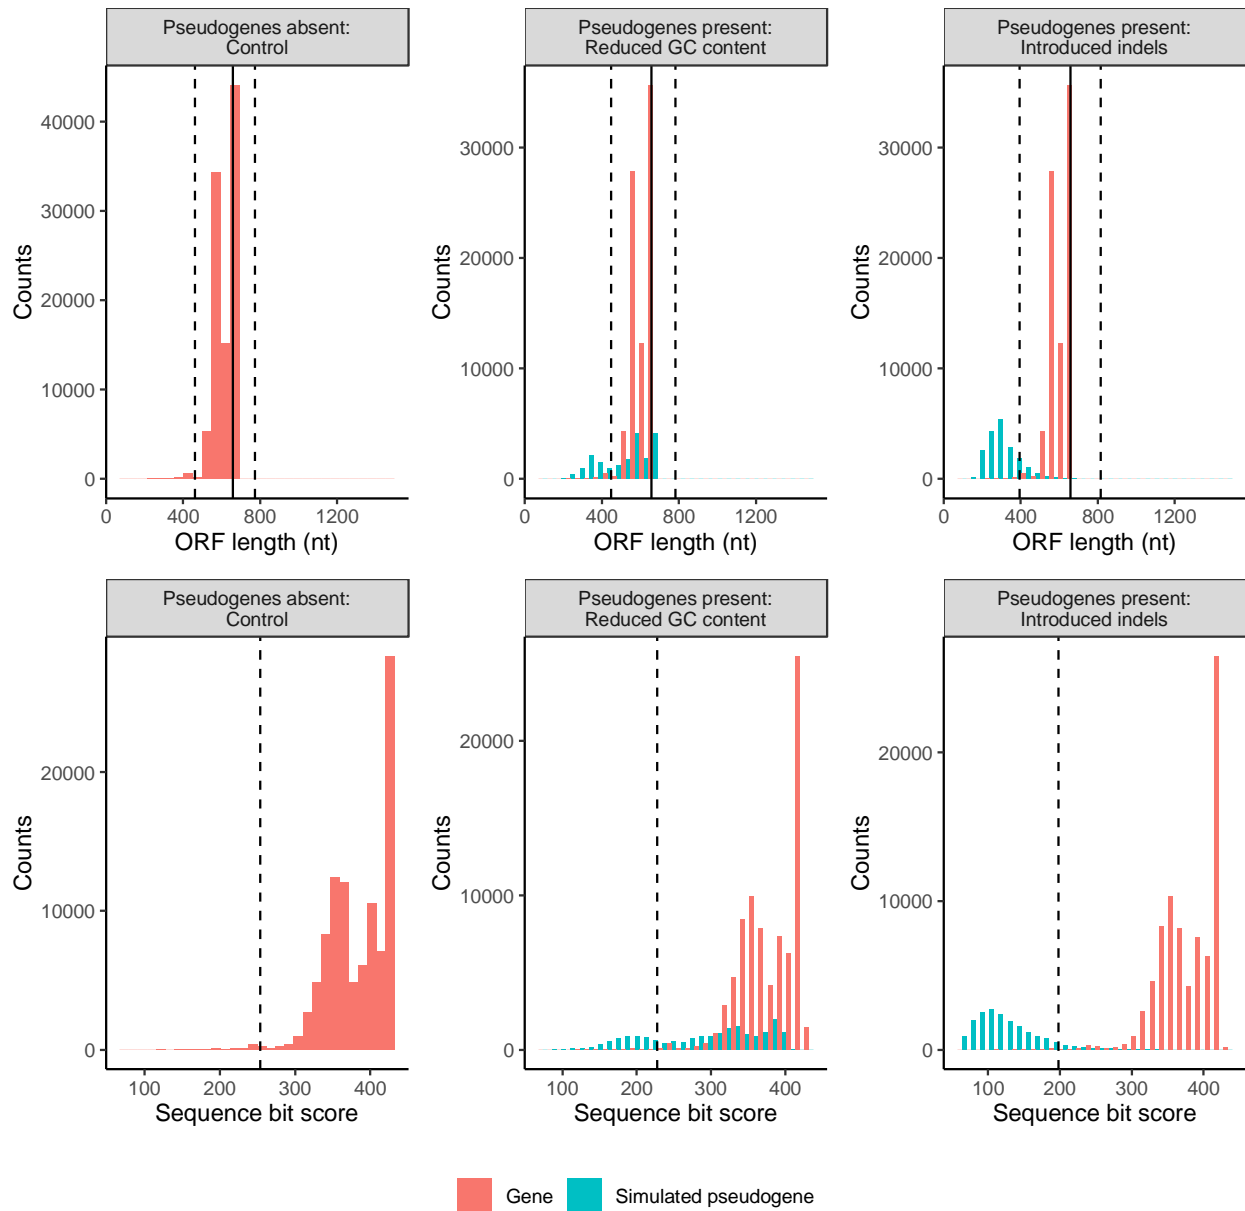 Pseudogenes absent:
Control
Pseudogenes present:
Reduced GC content
Pseudogenes present:
Introduced indels
Counts
40000
30000
20000
10000
0
0
400
800
1200
ORF length (nt)
Counts
30000
20000
10000
0
0
400
800
1200
ORF length (nt)
Counts
30000
20000
10000
0
0
400
800
1200
ORF length (nt)
Pseudogenes absent:
Control
Pseudogenes present:
Reduced GC content
Pseudogenes present:
Introduced indels
Counts
20000
10000
0
100
200
300
400
Sequence bit score
Counts
20000
10000
0
100
200
300
400
Sequence bit score
Counts
20000
10000
0
100
200
300
400
Sequence bit score
Gene
Simulated pseudogene